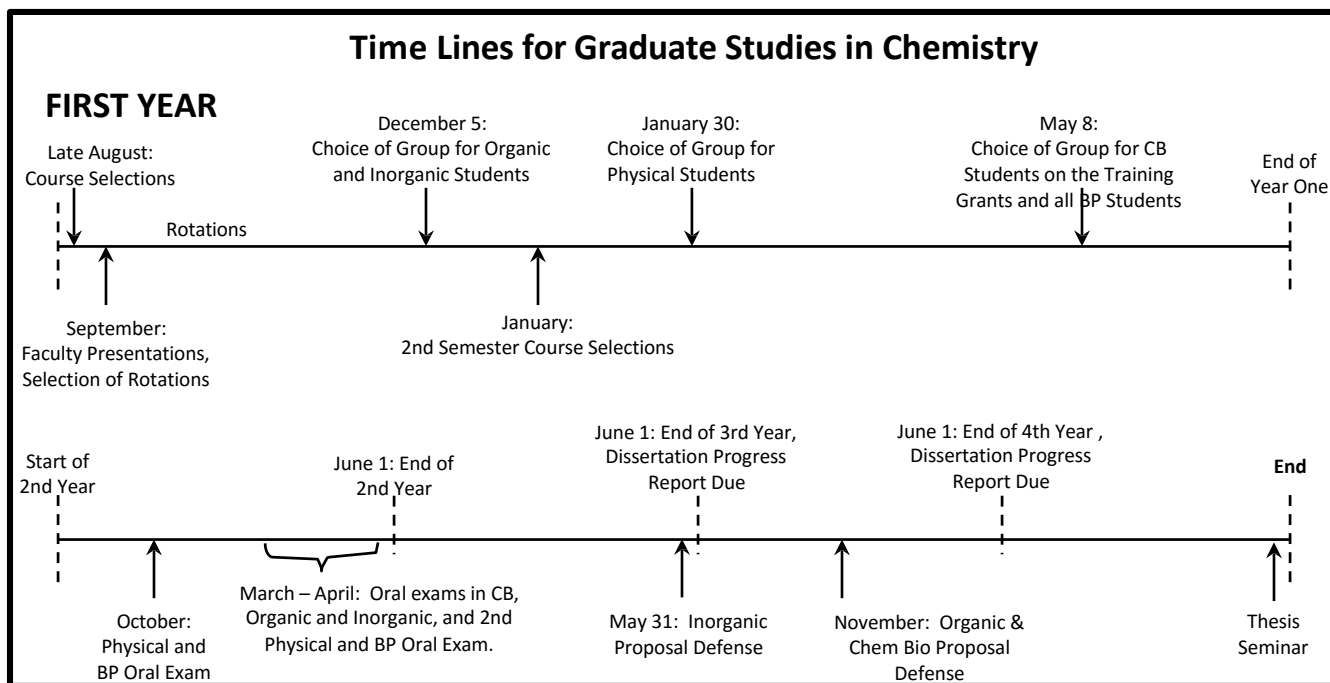 Time Lines for Graduate Studies in Chemistry
FIRST YEAR
Late August:
Course Selections
December 5:
Choice of Group for Organic
and Inorganic Students
January 30:
Choice of Group for
Physical Students
May 8:
Choice of Group for CB
Students on the Training
Grants and all BP Students
End of
Year One
Rotations
September:
Faculty Presentations,
Selection of Rotations
January:
2nd Semester Course Selections
Start of
2nd Year
June 1: End of
2nd Year
June 1: End of 3rd Year,
Dissertation Progress
Report Due
June 1: End of 4th Year ,
Dissertation Progress
Report Due
End
October:
Physical and
BP Oral Exam
March – April: Oral exams in CB,
Organic and Inorganic, and 2nd
Physical and BP Oral Exam.
May 31: Inorganic
Proposal Defense
November: Organic &
Chem Bio Proposal
Defense
Thesis
Seminar